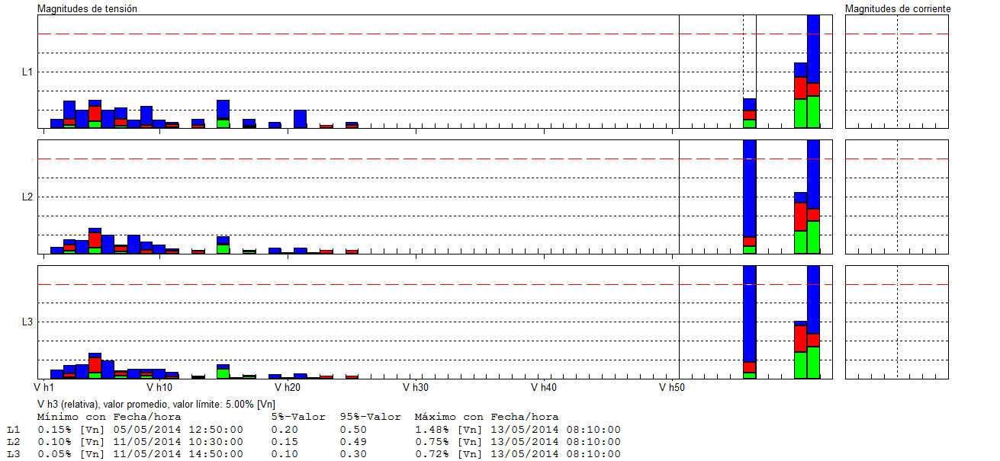 Magnitudes de tensión
Magnitudes de corriente
L1
L2
L3
V h1 V h10 V h20 V h30 V h40 V h50
V h3 (relativa), valor promedio, valor límite: 5.00% [Vn]
Mínimo con Fecha/hora 5%-Valor 95%-Valor Máximo con Fecha/hora
L1 0.15% [Vn] 05/05/2014 12:50:00 0.20 0.50 1.48% [Vn] 13/05/2014 08:10:00
L2 0.10% [Vn] 11/05/2014 10:30:00 0.15 0.49 0.75% [Vn] 13/05/2014 08:10:00
L3 0.05% [Vn] 11/05/2014 14:50:00 0.10 0.30 0.72% [Vn] 13/05/2014 08:10:00